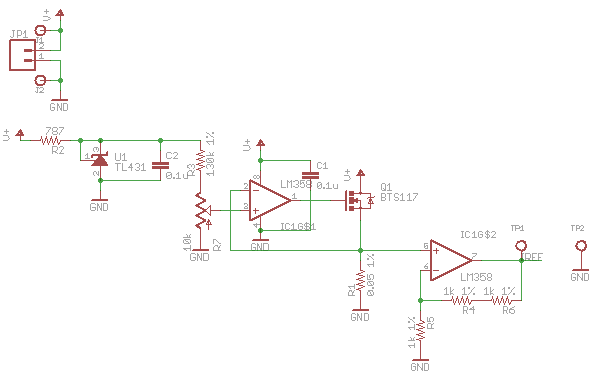 V+
JP1
J1
2
1
J2
GND
V+
787
R2
3
1
2
U1
TL431
C2
0.1u
GND
R3
130k 1%
10k
R7
GND
V+
8
2
3
1
4
LM358
IC1G$1
GND
C1
0.1u
V+
Q1
BTS117
R1
0.05 1%
GND
IC1G$2
5
6
7
LM358
1k 1%
R4
1k 1%
R6
1k 1%
R5
GND
TP1
TP2
GND